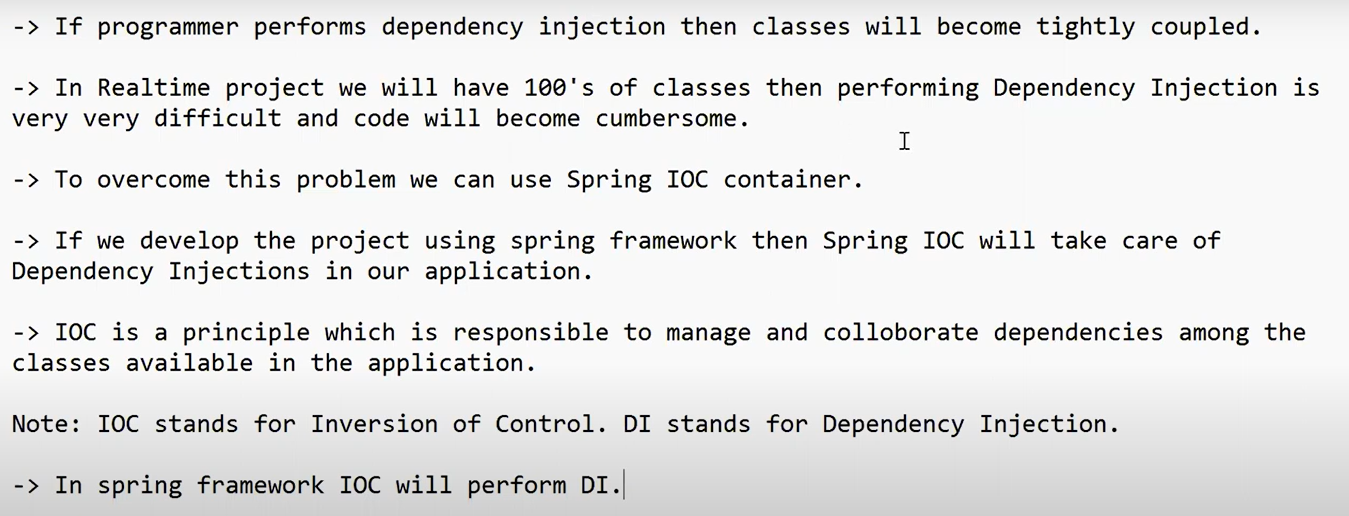 -> If programmer performs dependency injection then classes will become tightly coupled.
-> In Realtime project we will have 100's of classes then performing Dependency Injection is
very very difficult and code will become cumbersome.
-> To overcome this problem we can use Spring IOC container.
-> If we develop the project using spring framework then Spring IOC will take care of
Dependency Injections in our application.
-> IOC is a principle which is responsible to manage and colloborate dependencies among the
classes available in the application.
Note: IOC stands for Inversion of Control. DI stands for Dependency Injection.
-> In spring framework IOC will perform DI.